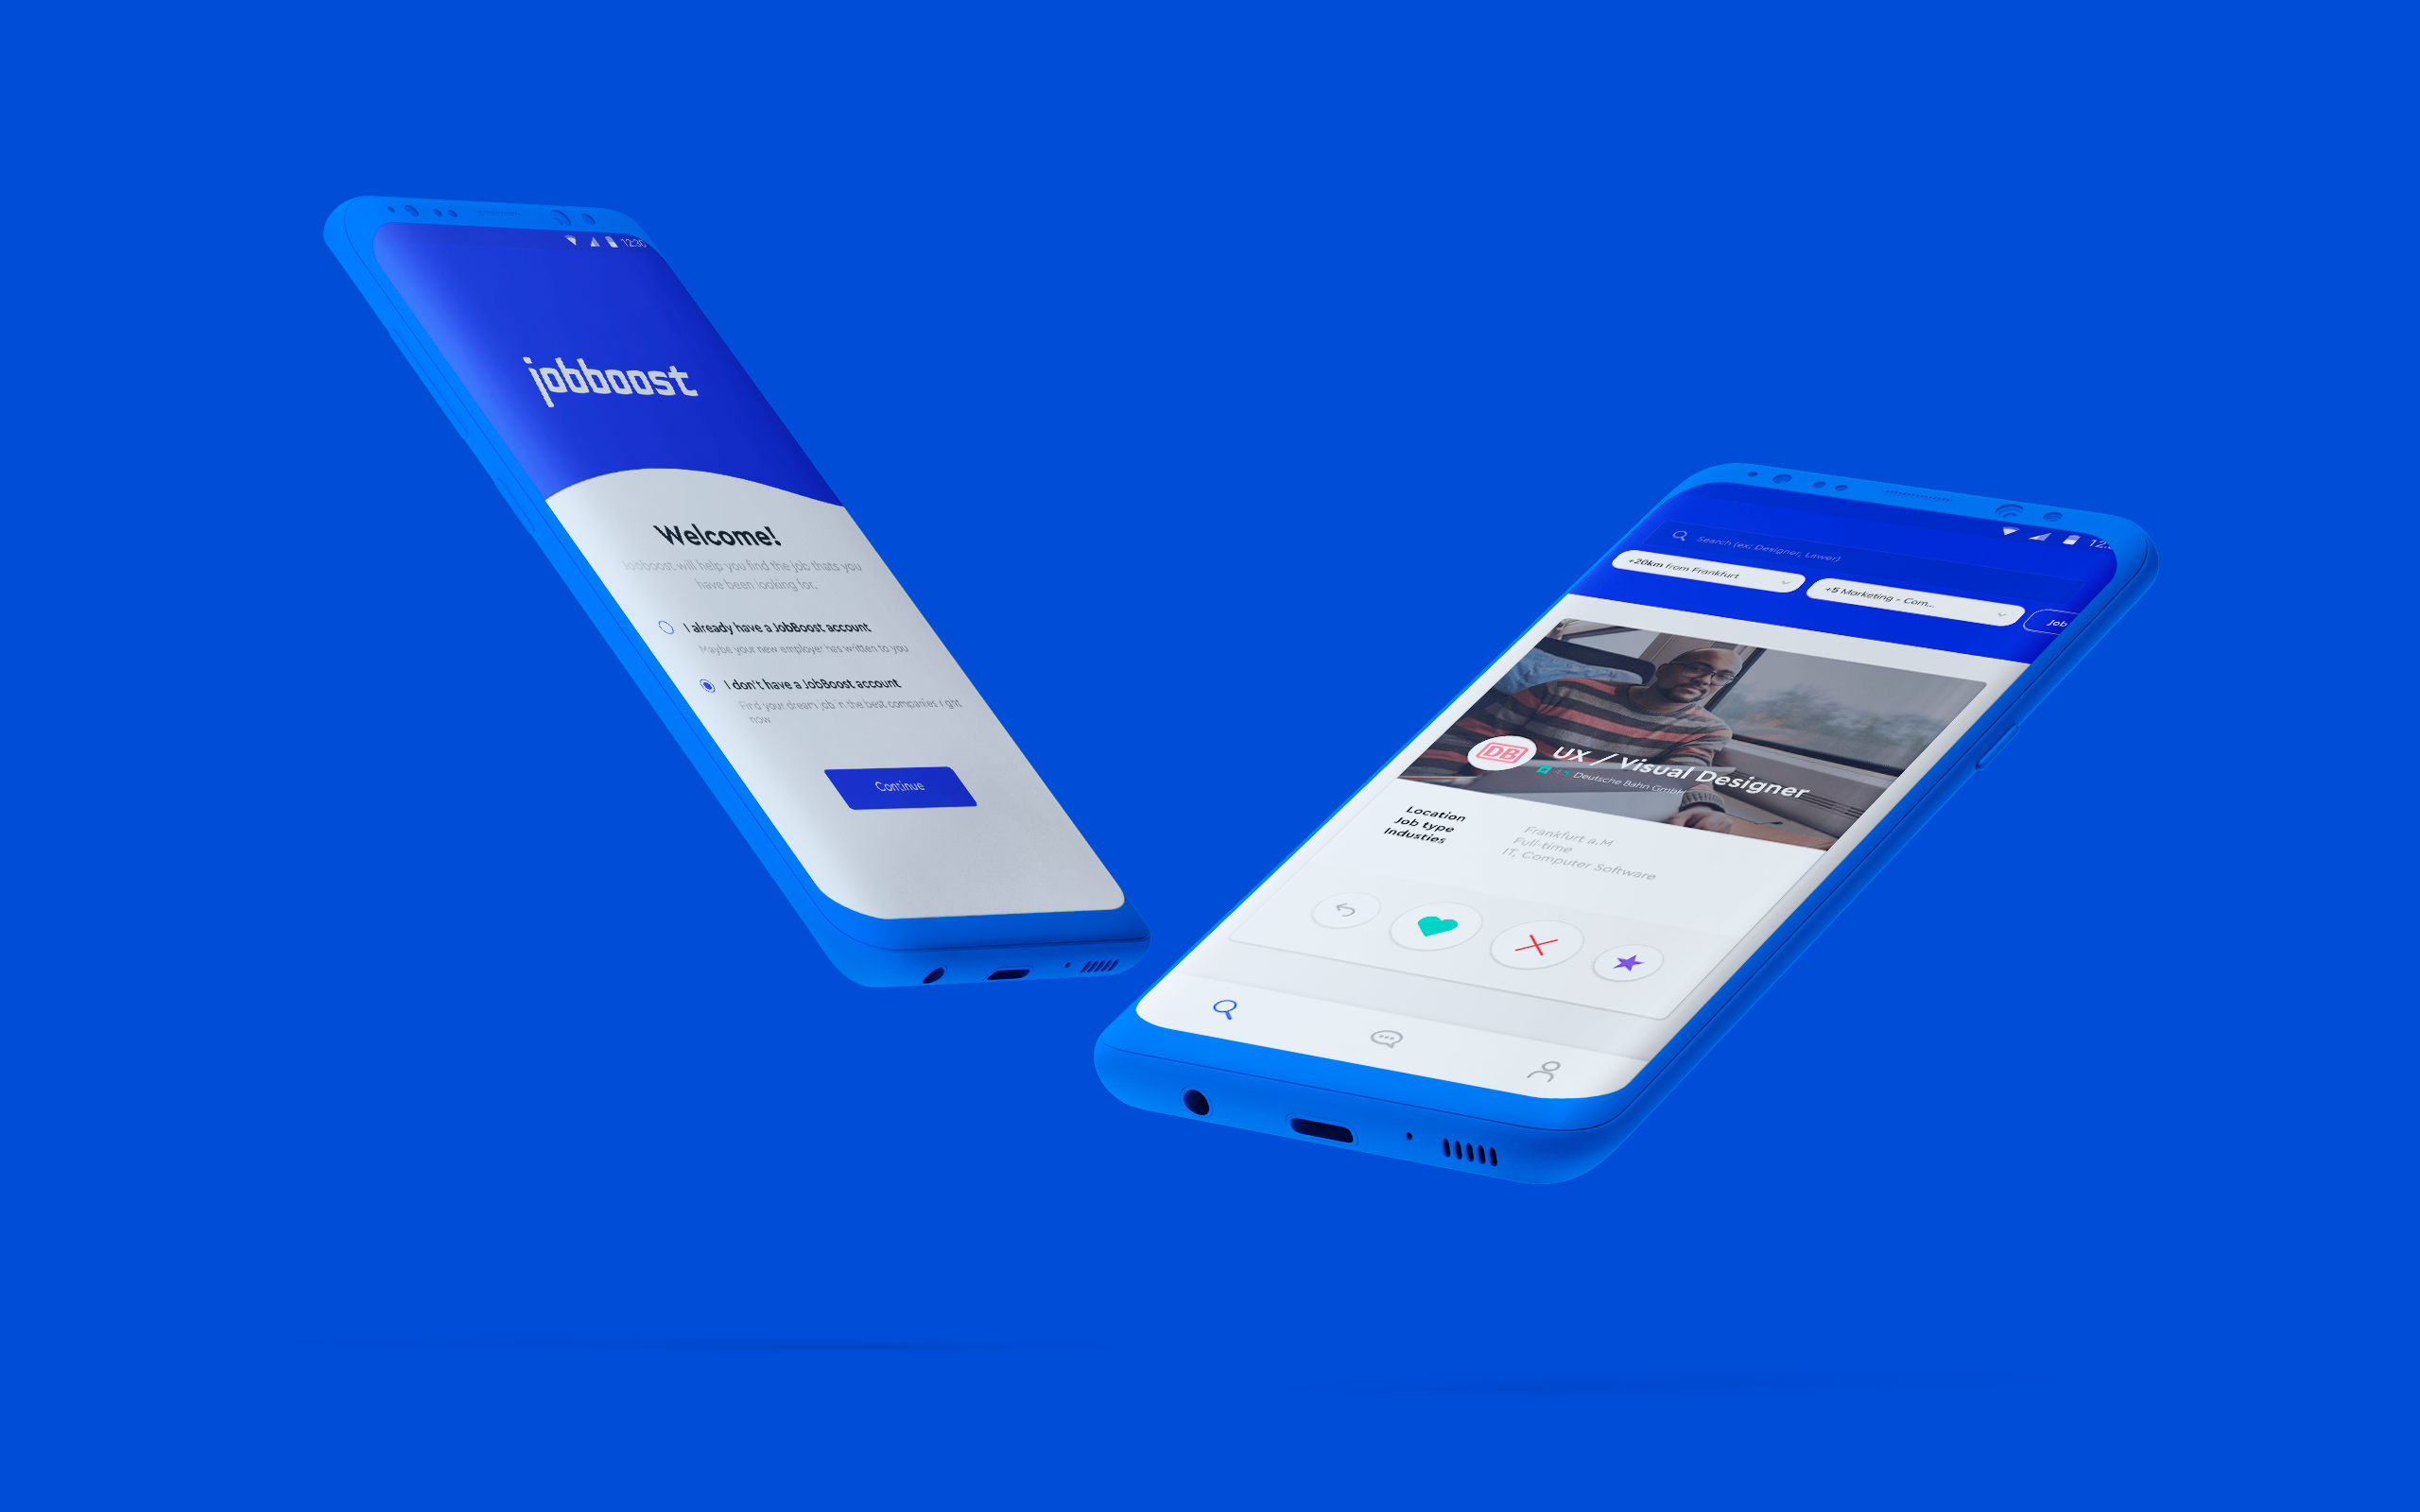 12:30
jobboost
Welcome!
Jobboost will help you find the job thats you
have been looking for.
I already have a JobBoost account
Maybe your new employer has written to you
I don't have a JobBoost account
Find your dream job in the best companies right
now
Continue
12:
Search (ex: Designer, Lawer)
+20km from Frankfurt
+5 Marketing - Com...
Job
DB
UX / Visual Designer
Deutsche Bahn GmbH
Location Frankfurt a.M
Job type Full-time
Industies IT, Computer Software